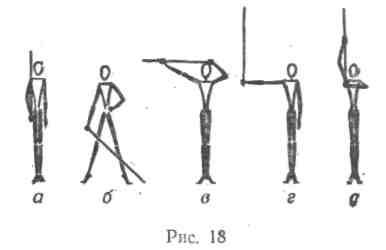 а б в г д
Рис. 18